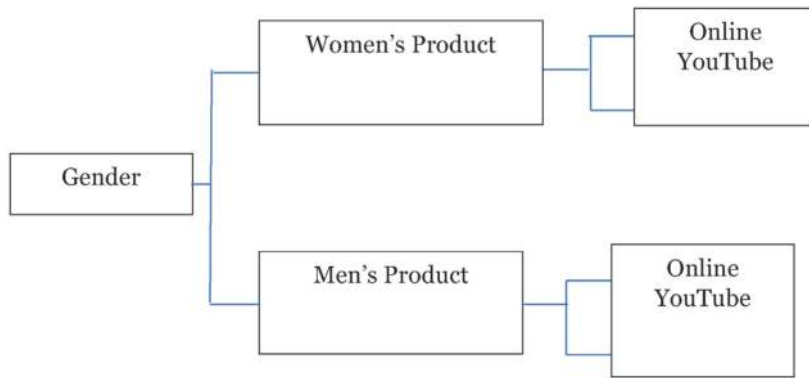 Women’s Product
Online
YouTube
Gender
Men’s Product
Online
YouTube